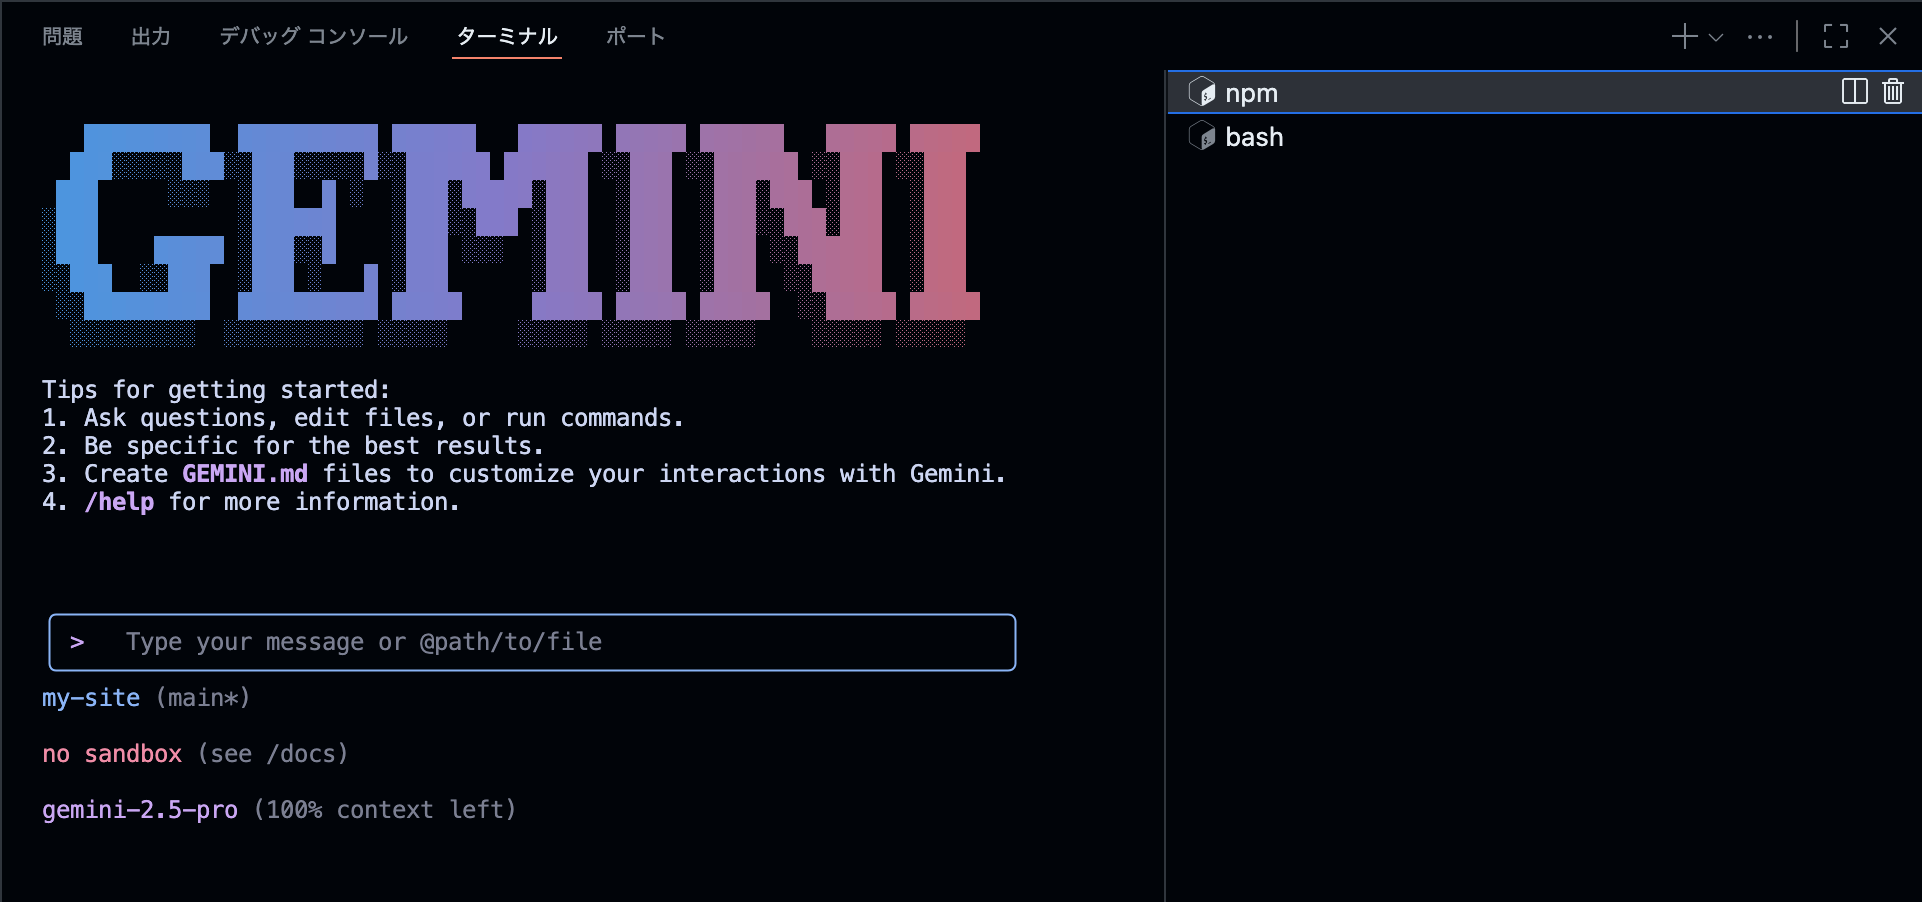 問題 出力 デバッグ コンソール ターミナル ポート
npm
bash
GEMINI
Tips for getting started:
1. Ask questions, edit files, or run commands.
2. Be specific for the best results.
3. Create GEMINI.md files to customize your interactions with Gemini.
4. /help for more information.
> Type your message or @path/to/file
my-site (main*)
no sandbox (see /docs)
gemini-2.5-pro (100% context left)